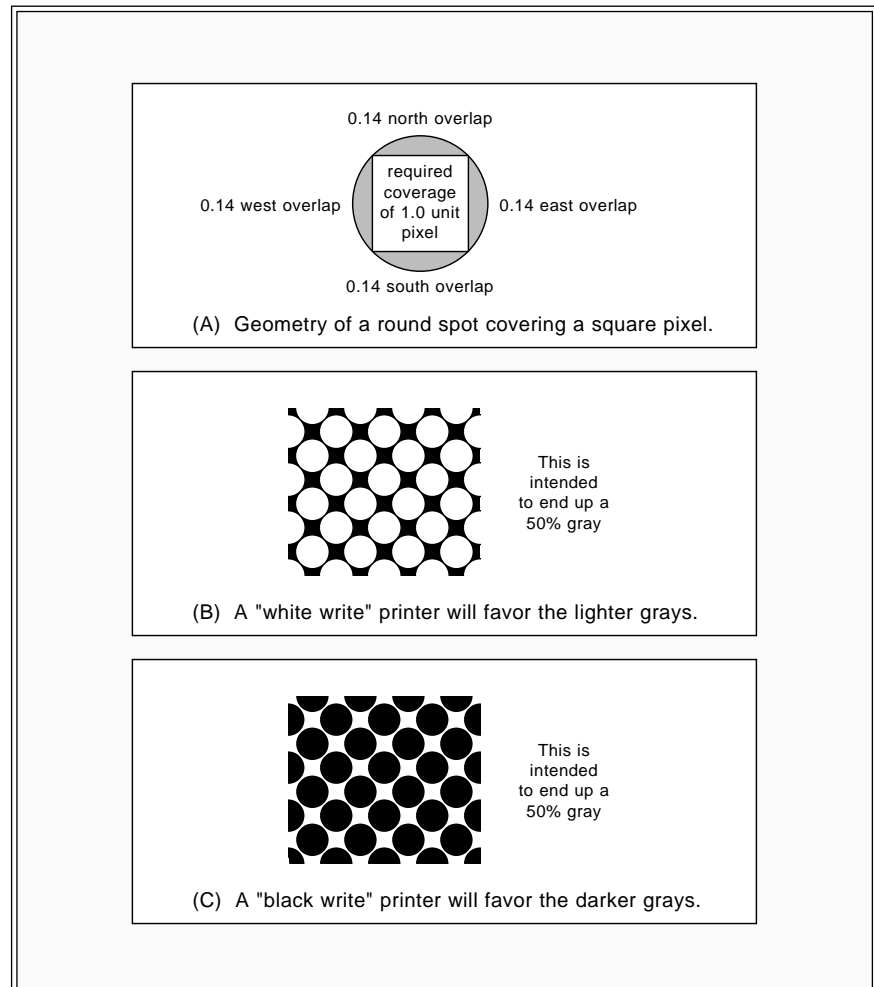 0.14 north overlap
required
coverage
0.14 west overlap
of 1.0 unit
0.14 east overlap
pixel
0.14 south overlap
(A) Geometry of a round spot covering a square pixel.
This is
intended
to end up a
50% gray
(B) A "white write" printer will favor the lighter grays.
This is
intended
to end up a
50% gray
(C) A "black write" printer will favor the darker grays.